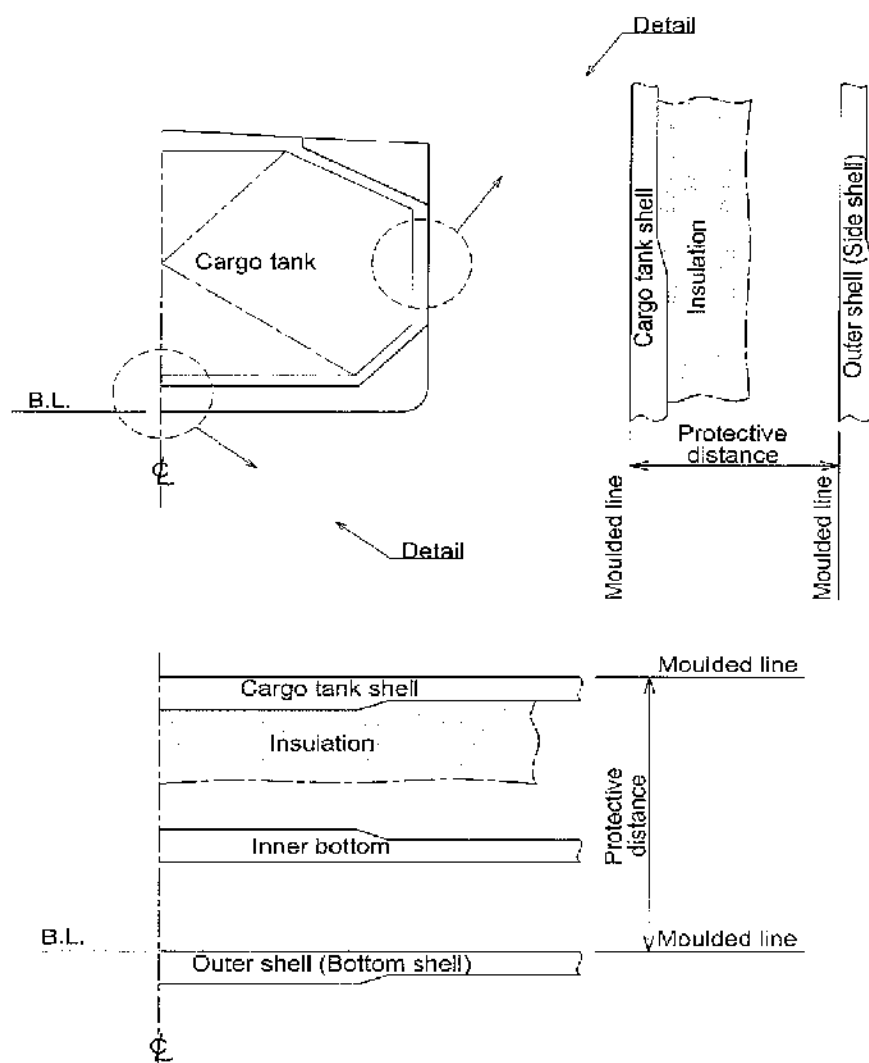 Detail
Cargo tank
B.L.
℄
Detail
Cargo tank shell
Insulation
Outer shell (Side shell)
Protective
distance
Moulded line
Moulded line
Moulded line
Cargo tank shell
Insulation
Protective
distance
Inner bottom
B.L.
Moulded line
Outer shell (Bottom shell)
℄